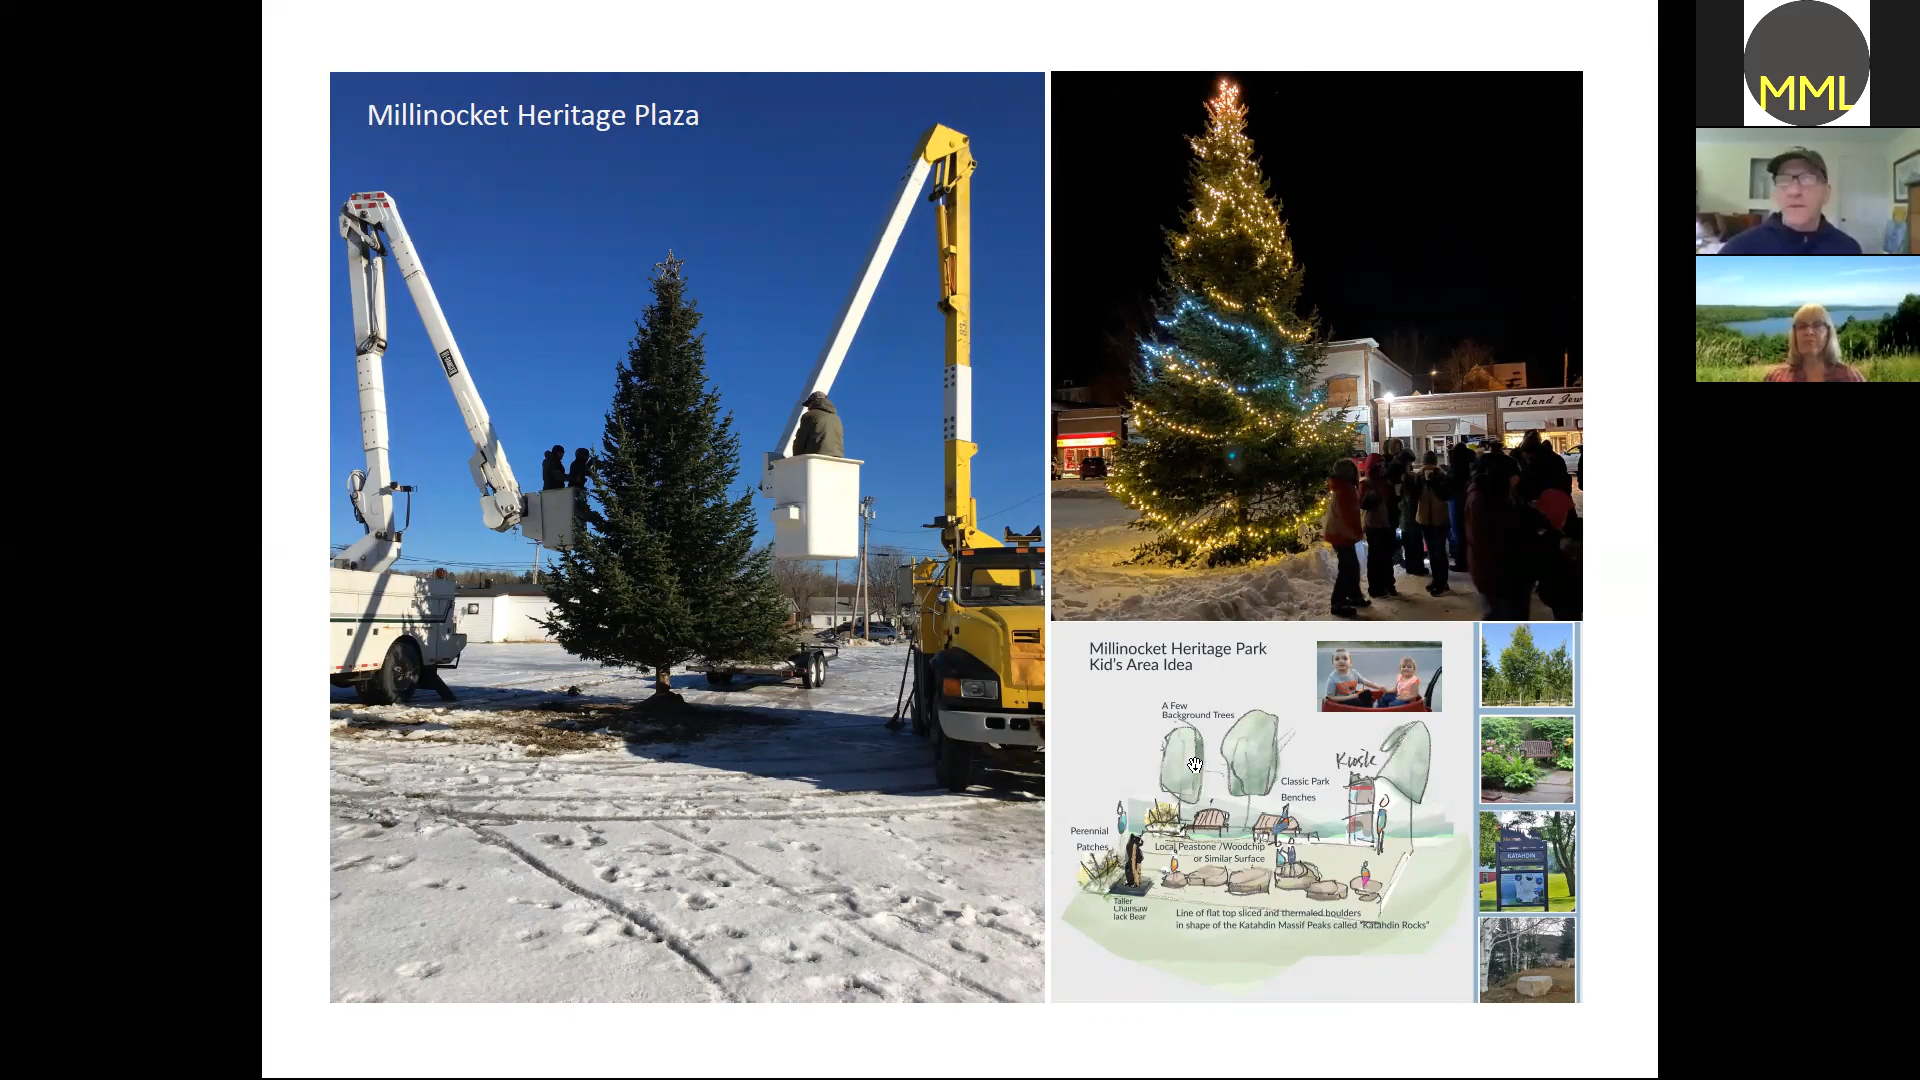 Millinocket Heritage Plaza
MML
Ferland Jew
Millinocket Heritage Park
Kid's Area Idea
A Few
Background Trees
Kiosk
Classic Park
Benches
Perennial
Patches
Local Peastone /Woodchip
or Similar Surface
Taller
Chainsaw
lack Bear
Line of flat top sliced and thermaled boulders
in shape of the Katahdin Massif Peaks called "Katahdin Rocks"
KATAHDIN